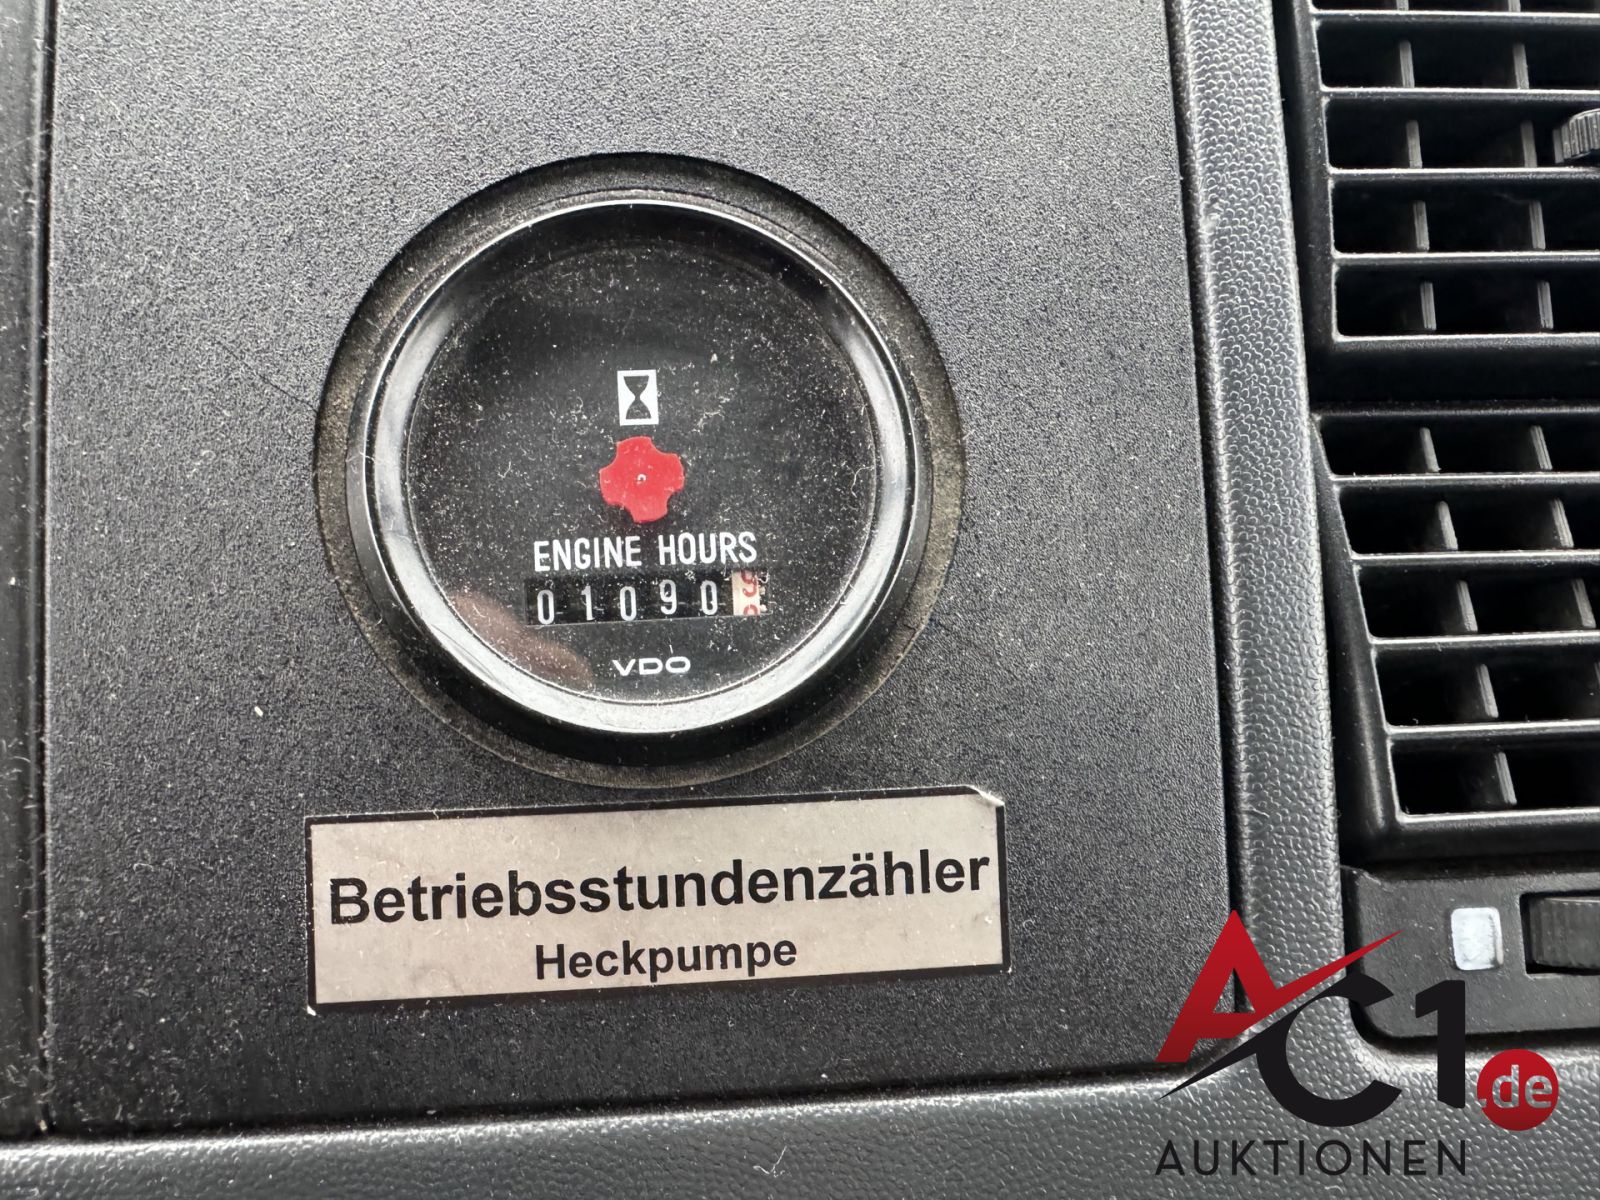 ENGINE HOURS
01090
VDO
Betriebsstundenzähler
Heckpumpe
AC1.de
AUKTIONEN